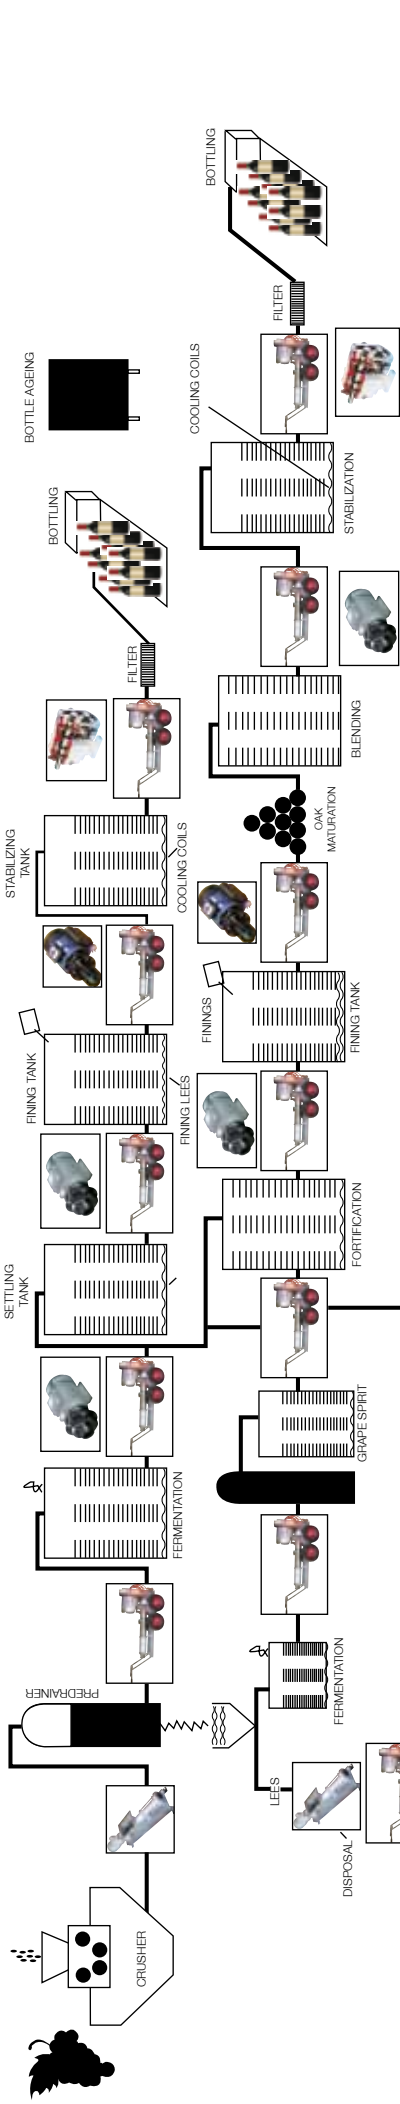 CRUSHER
PREDRAINER
FERMENTATION
SETTLING
TANK
FINING TANK
FINING LEES
STABILIZING
TANK
COOLING COILS
FILTER
BOTTLING
BOTTLE AGEING
DISPOSAL
LEES
FERMENTATION
GRAPE SPIRIT
FORTIFICATION
FINING TANK
FININGS
OAK
MATURATION
BLENDING
STABILIZATION
COOLING COILS
FILTER
BOTTLING